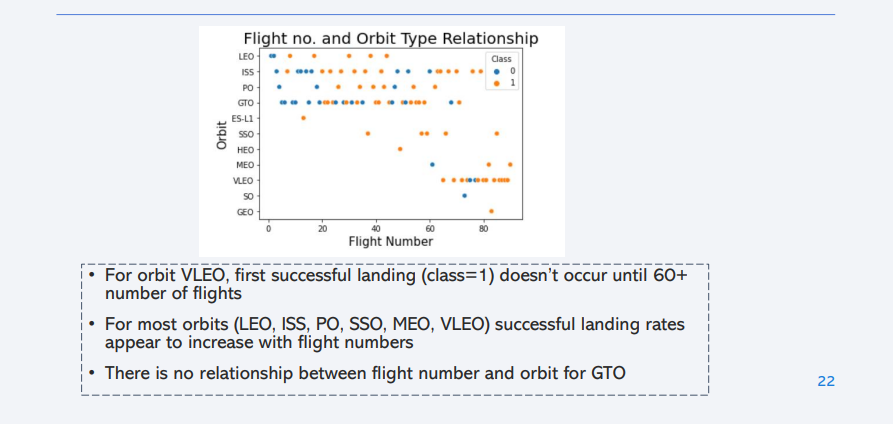 Flight no. and Orbit Type Relationship
LEO
ISS
PO
GTO
ES-L1
SSO
HEO
MEO
VLEO
SO
GEO
Orbit
Class
0
1
0 20 40 60 80
Flight Number
• For orbit VLEO, first successful landing (class=1) doesn't occur until 60+
number of flights
• For most orbits (LEO, ISS, PO, SSO, MEO, VLEO) successful landing rates
appear to increase with flight numbers
• There is no relationship between flight number and orbit for GTO
22